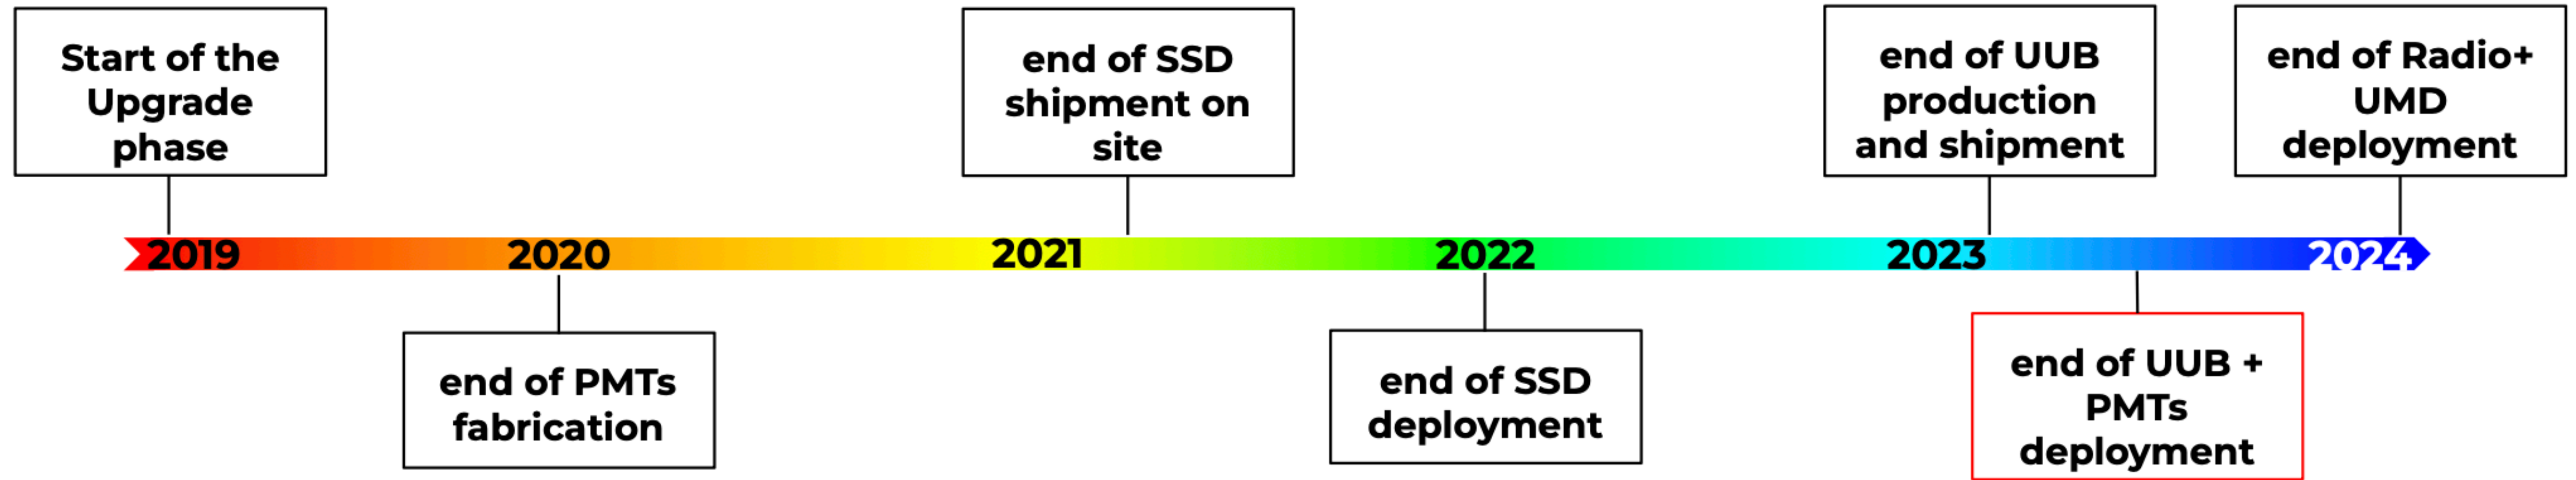 Start of the
Upgrade
phase
end of SSD
shipment on
site
end of UUB
production
and shipment
end of Radio+
UMD
deployment
2019 2020 2021 2022 2023 2024
end of PMTs
fabrication
end of SSD
deployment
end of UUB +
PMTs
deployment